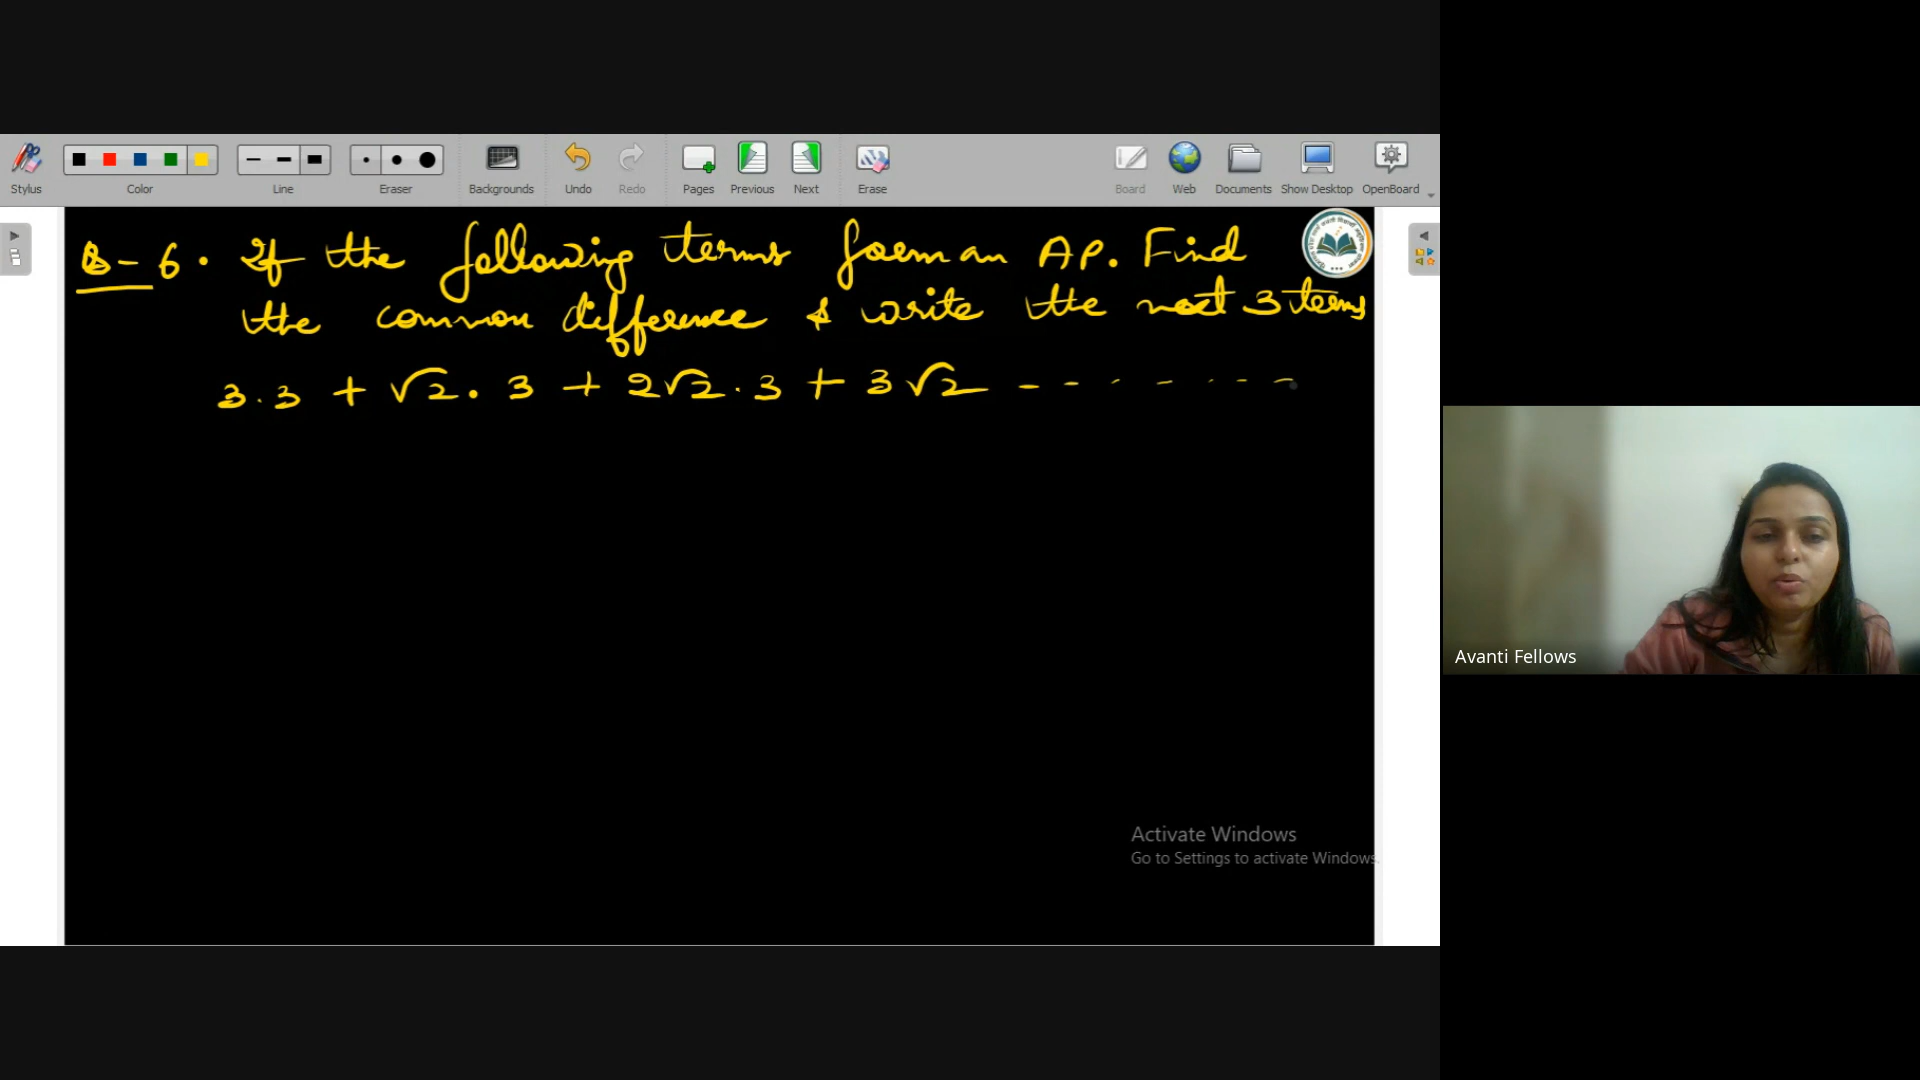 Stylus Color Line Eraser Backgrounds Undo Redo Pages Previous Next Erase Board Web Documents Show Desktop OpenBoard
Q-6. If the following terms form an AP. Find
the common difference & write the next 3 terms
3.3 + √2 . 3 + 2√2 . 3 + 3√2 - - - - - - -
Avanti Fellows
Activate Windows
Go to Settings to activate Windows.